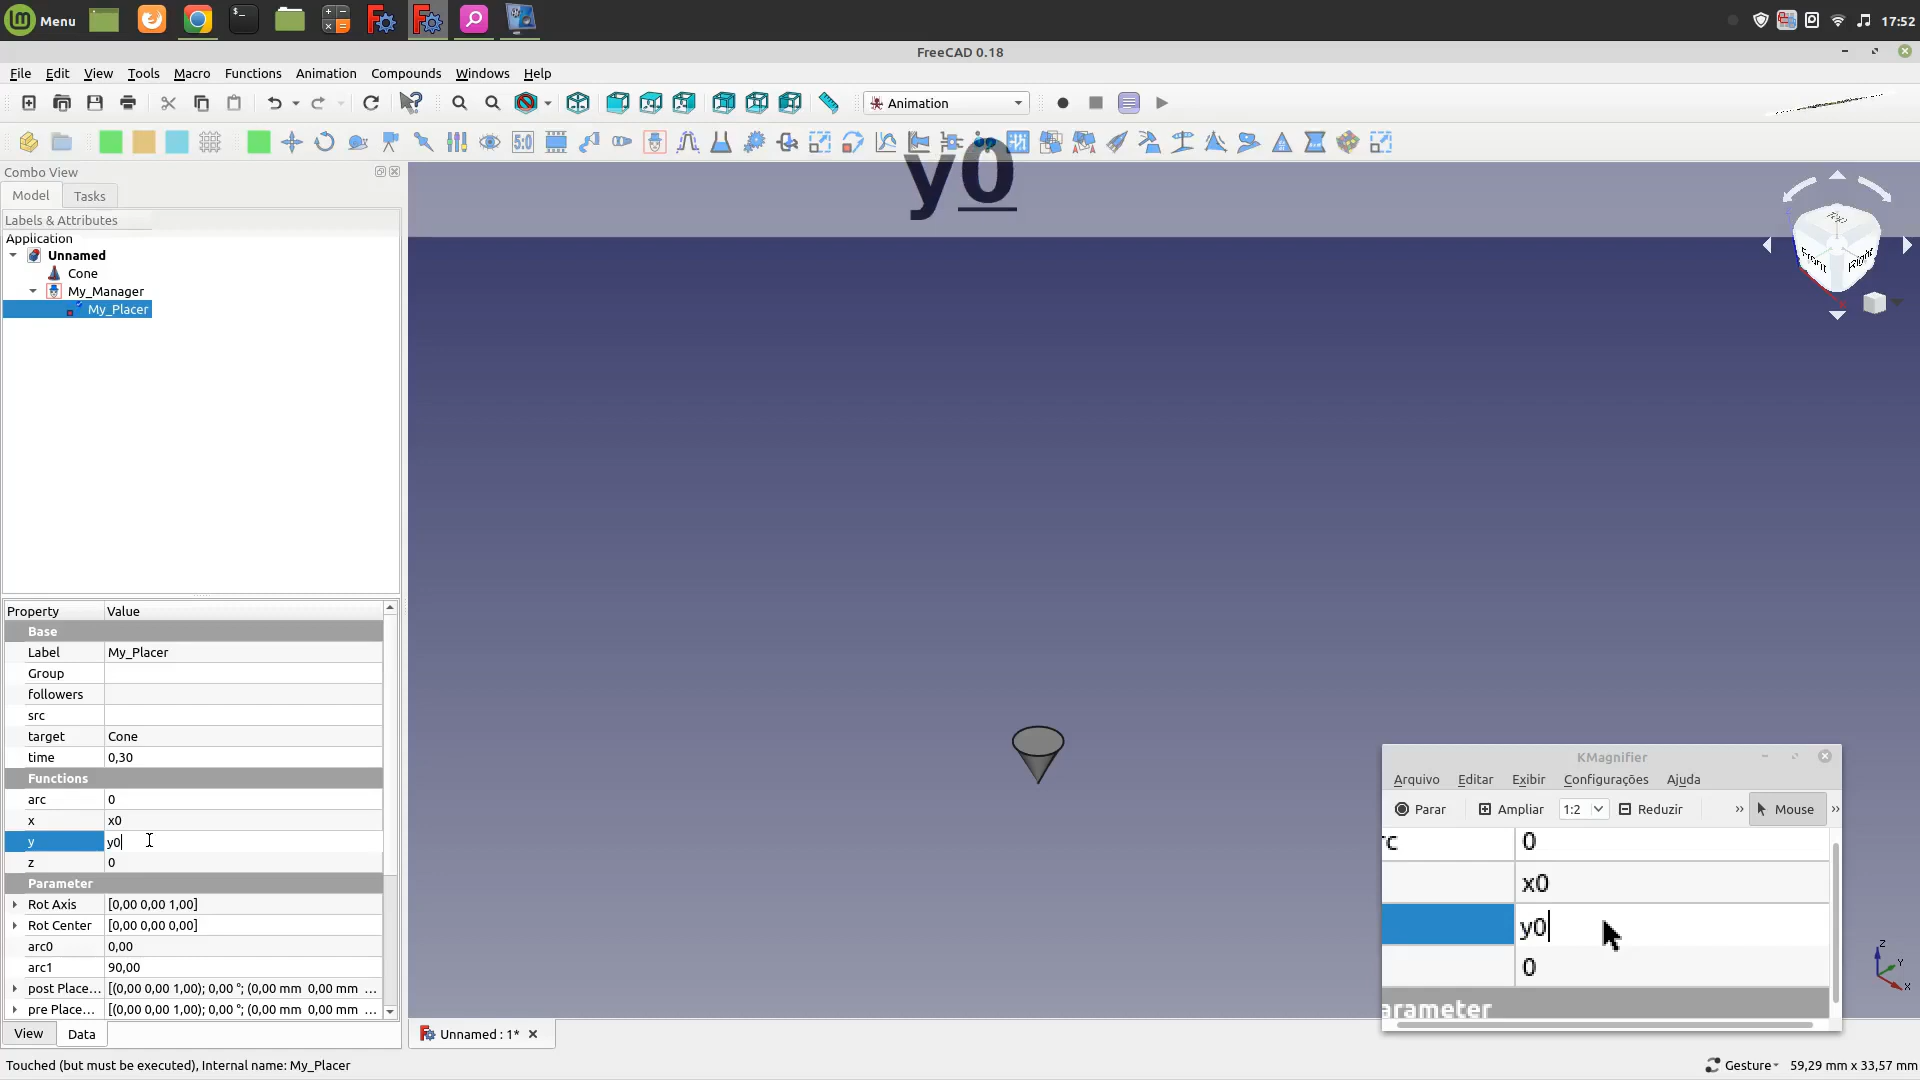 Menu
17:52
FreeCAD 0.18
File Edit View Tools Macro Functions Animation Compounds Windows Help
Animation
5:0
y0
Combo View
Model Tasks
Labels & Attributes
Application
Unnamed
Cone
My_Manager
My_Placer
Top
Front
Right
Property Value
Base
Label My_Placer
Group
followers
src
target Cone
time 0,30
Functions
arc 0
x x0
y y0
z 0
Parameter
Rot Axis [0,00 0,00 1,00]
Rot Center [0,00 0,00 0,00]
arc0 0,00
arc1 90,00
post Place... [(0,00 0,00 1,00); 0,00 °; (0,00 mm 0,00 mm ...
pre Place... [(0,00 0,00 1,00); 0,00 °; (0,00 mm 0,00 mm ...
View Data
KMagnifier
Arquivo Editar Exibir Configurações Ajuda
Parar Ampliar 1:2 Reduzir » Mouse »
rc 0
x0
y0
0
arameter
Z
Y
X
Unnamed : 1*
Touched (but must be executed), Internal name: My_Placer
Gesture 59,29 mm x 33,57 mm